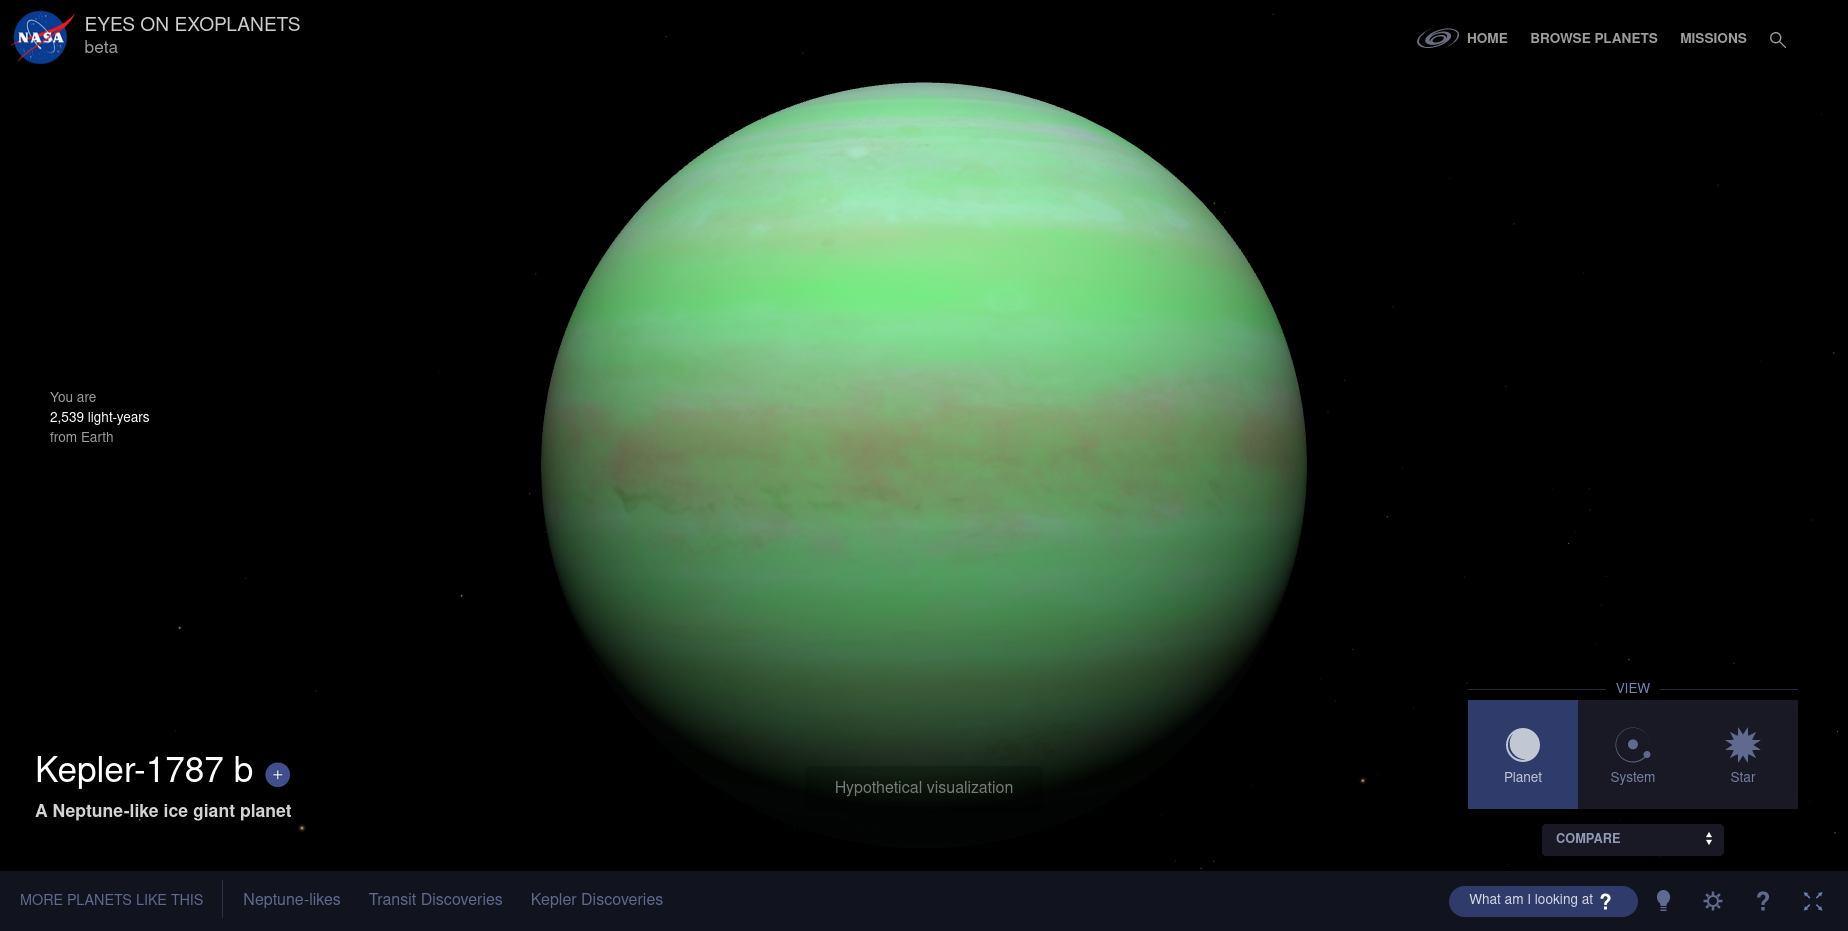 NASA
EYES ON EXOPLANETS
beta
HOME
BROWSE PLANETS
MISSIONS
You are
2,539 light-years
from Earth
Hypothetical visualization
Kepler-1787 b +
A Neptune-like ice giant planet
VIEW
Planet
System
Star
COMPARE
MORE PLANETS LIKE THIS
Neptune-likes
Transit Discoveries
Kepler Discoveries
What am I looking at ?
?